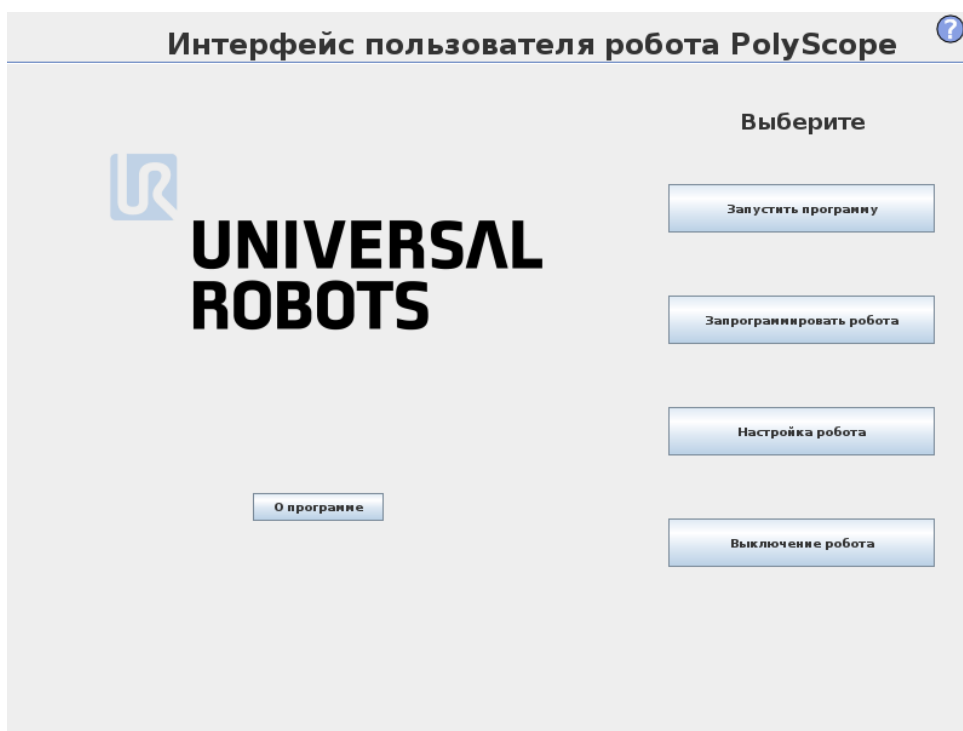 Интерфейс пользователя робота PolyScope
?
Выберите
UR
UNIVERSAL
ROBOTS
Запустить программу
Запрограммировать робота
Настройка робота
О программе
Выключение робота